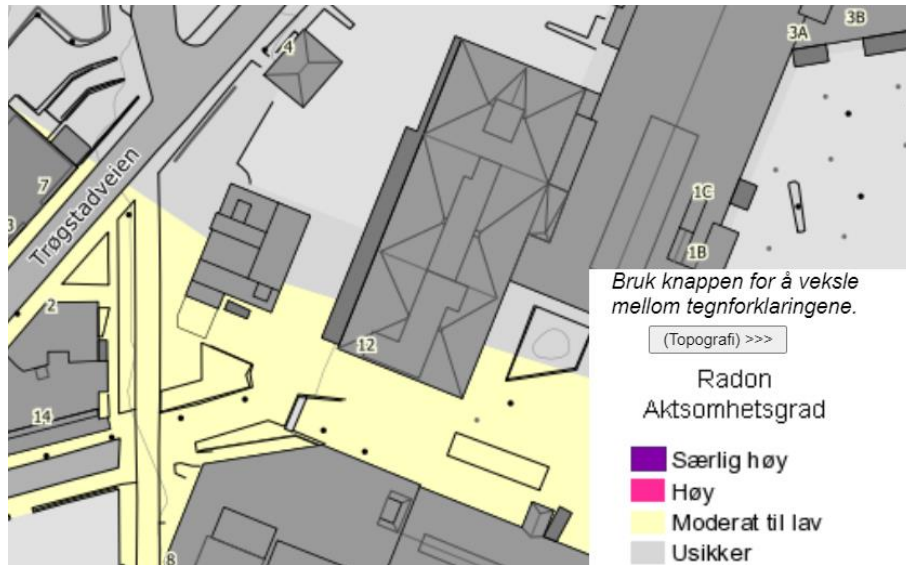 4
3A
3B
7
3
Trøgstadveien
1C
1B
2
12
14
8
Bruk knappen for å veksle
mellom tegnforklaringene.
(Topografi) >>>
Radon
Aktsomhetsgrad
Særlig høy
Høy
Moderat til lav
Usikker